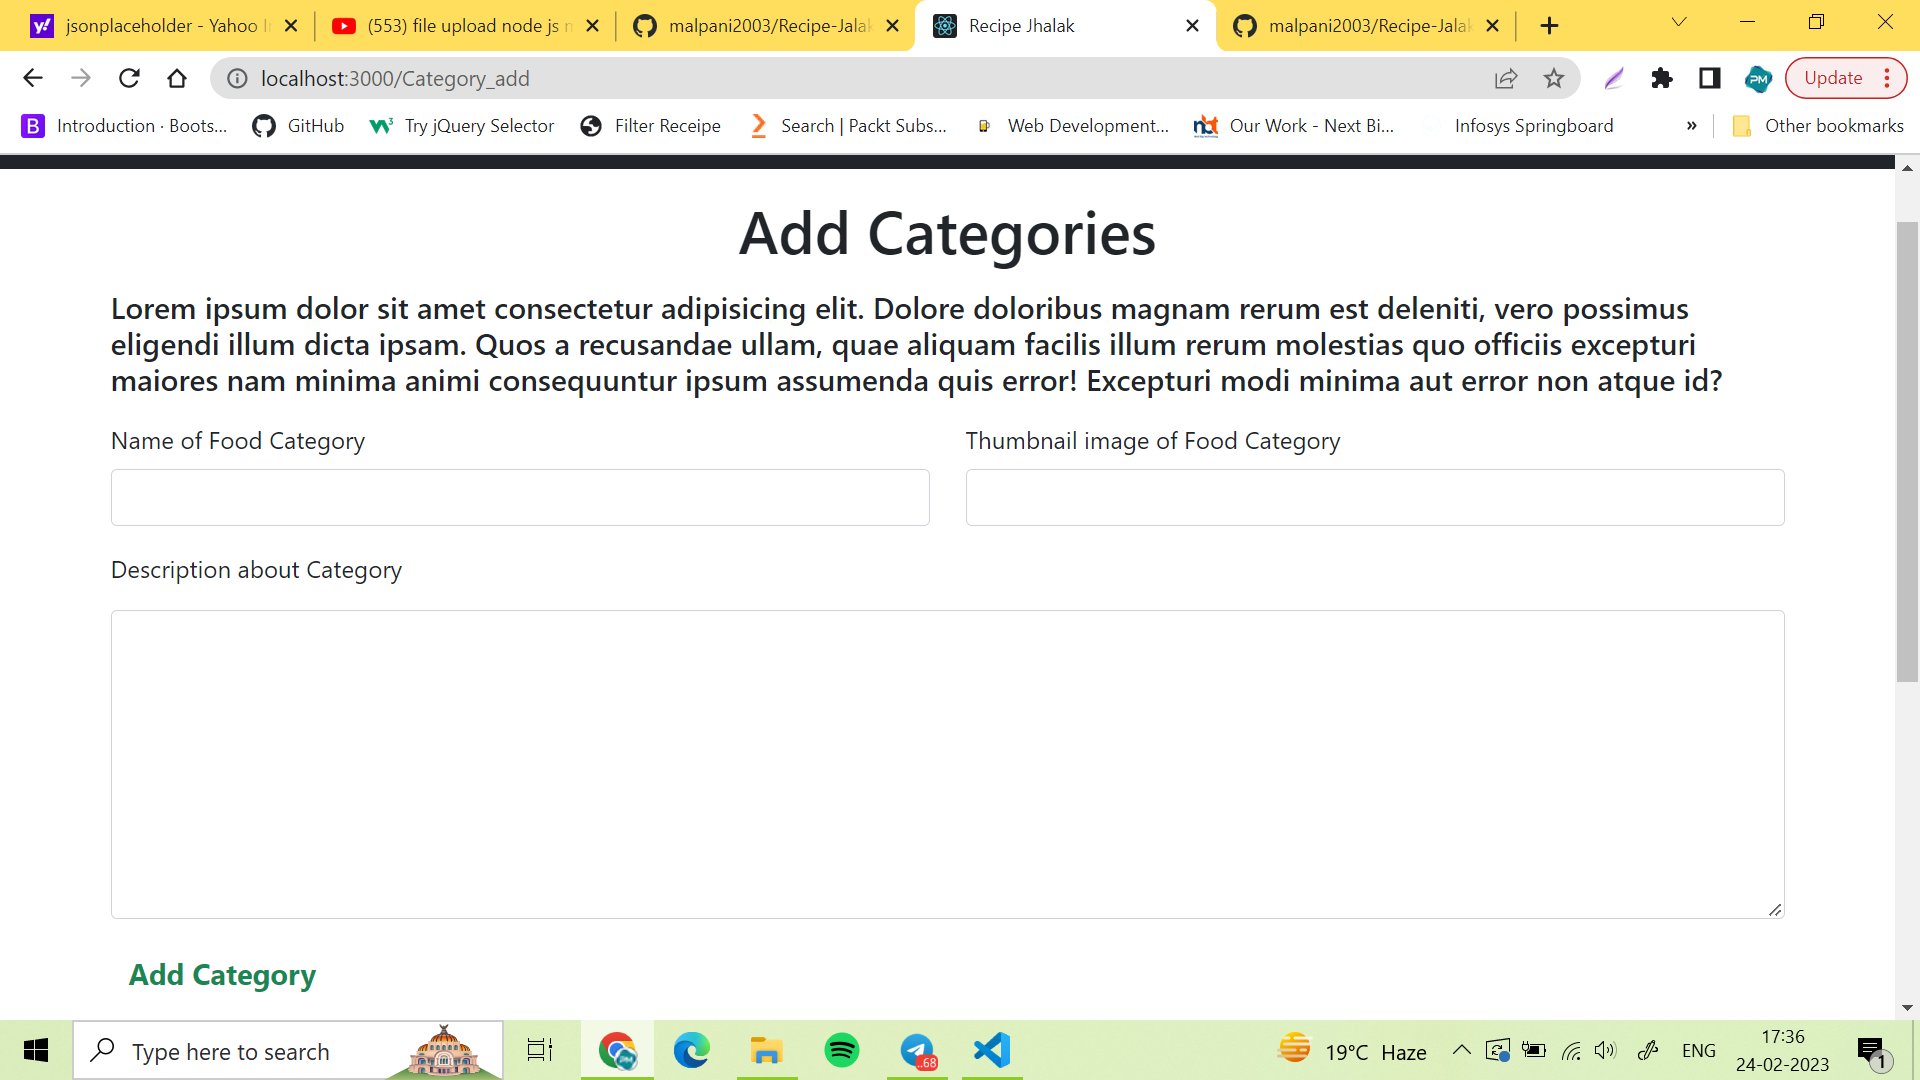 jsonplaceholder - Yahoo I
(553) file upload node js
malpani2003/Recipe-Jala
Recipe Jhalak
malpani2003/Recipe-Jala
localhost:3000/Category_add
PM
Update
B
Introduction · Boots...
GitHub
Try jQuery Selector
Filter Receipe
Search | Packt Subs...
Web Development...
Our Work - Next Bi...
Infosys Springboard
»
Other bookmarks
Add Categories
Lorem ipsum dolor sit amet consectetur adipisicing elit. Dolore doloribus magnam rerum est deleniti, vero possimus
eligendi illum dicta ipsam. Quos a recusandae ullam, quae aliquam facilis illum rerum molestias quo officiis excepturi
maiores nam minima animi consequuntur ipsum assumenda quis error! Excepturi modi minima aut error non atque id?
Name of Food Category
Thumbnail image of Food Category
Description about Category
Add Category
Type here to search
..68
19°C Haze
ENG
17:36
24-02-2023
1